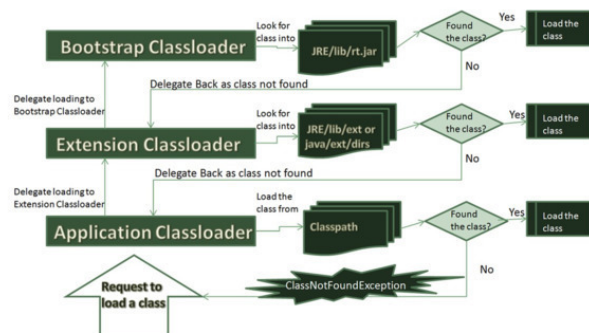 Bootstrap Classloader
Look for
class into
JRE/lib/rt.jar
Found
the class?
Yes
Load the
class
No
Delegate Back as class not found
Delegate loading to
Bootstrap Classloader
Extension Classloader
Look for
class into
JRE/lib/ext or
java/ext/dirs
Found
the class?
Yes
Load the
class
No
Delegate Back as class not found
Delegate loading to
Extension Classloader
Application Classloader
Load the
class from
Classpath
Found
the class?
Yes
Load the
class
No
ClassNotFoundException
Request to
load a class